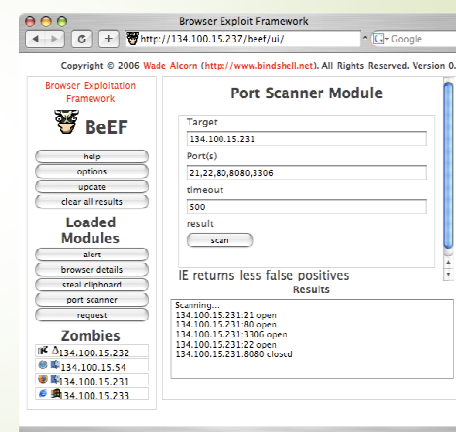 Browser Exploit Framework
http://134.100.15.237/beef/ui/
Google
Copyright © 2006 Wade Alcorn (http://www.bindshell.net). All Rights Reserved. Version 0.
Browser Exploitation
Framework
BeEF
help
options
upcate
clear all results
Loaded
Modules
alert
browser details
steal clipboard
port scanner
request
Zombies
134.100.15.232
134.100.15.54
134.100.15.231
134.100.15.233
Port Scanner Module
Target
134.100.15.231
Port(s)
21,22,80,8080,3306
timeout
500
result
scan
IE returns less false positives
Results
Scanning...
134.100.15.231:21 open
134.100.15.231:80 open
134.100.15.231:3306 open
134.100.15.231:22 open
134.100.15.231:8080 closed